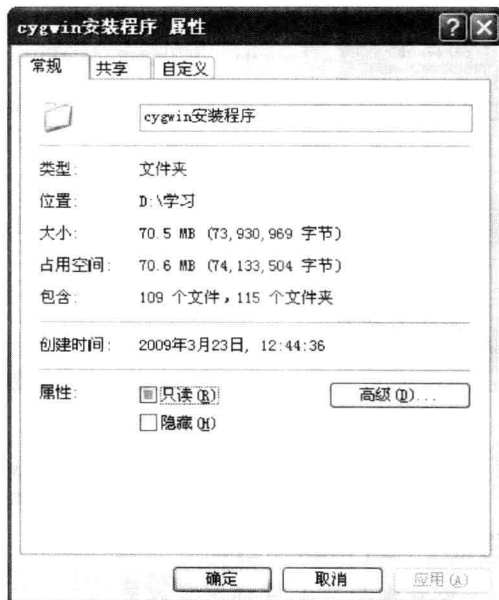 cygwin安装程序 属性
常规 共享 自定义
cygwin安装程序
类型: 文件夹
位置: D:\学习
大小: 70.5 MB (73,930,969 字节)
占用空间: 70.6 MB (74,133,504 字节)
包含: 109 个文件，115 个文件夹
创建时间: 2009年3月23日, 12:44:36
属性: 只读(R) 高级(D)...
隐藏(H)
确定 取消 应用(A)